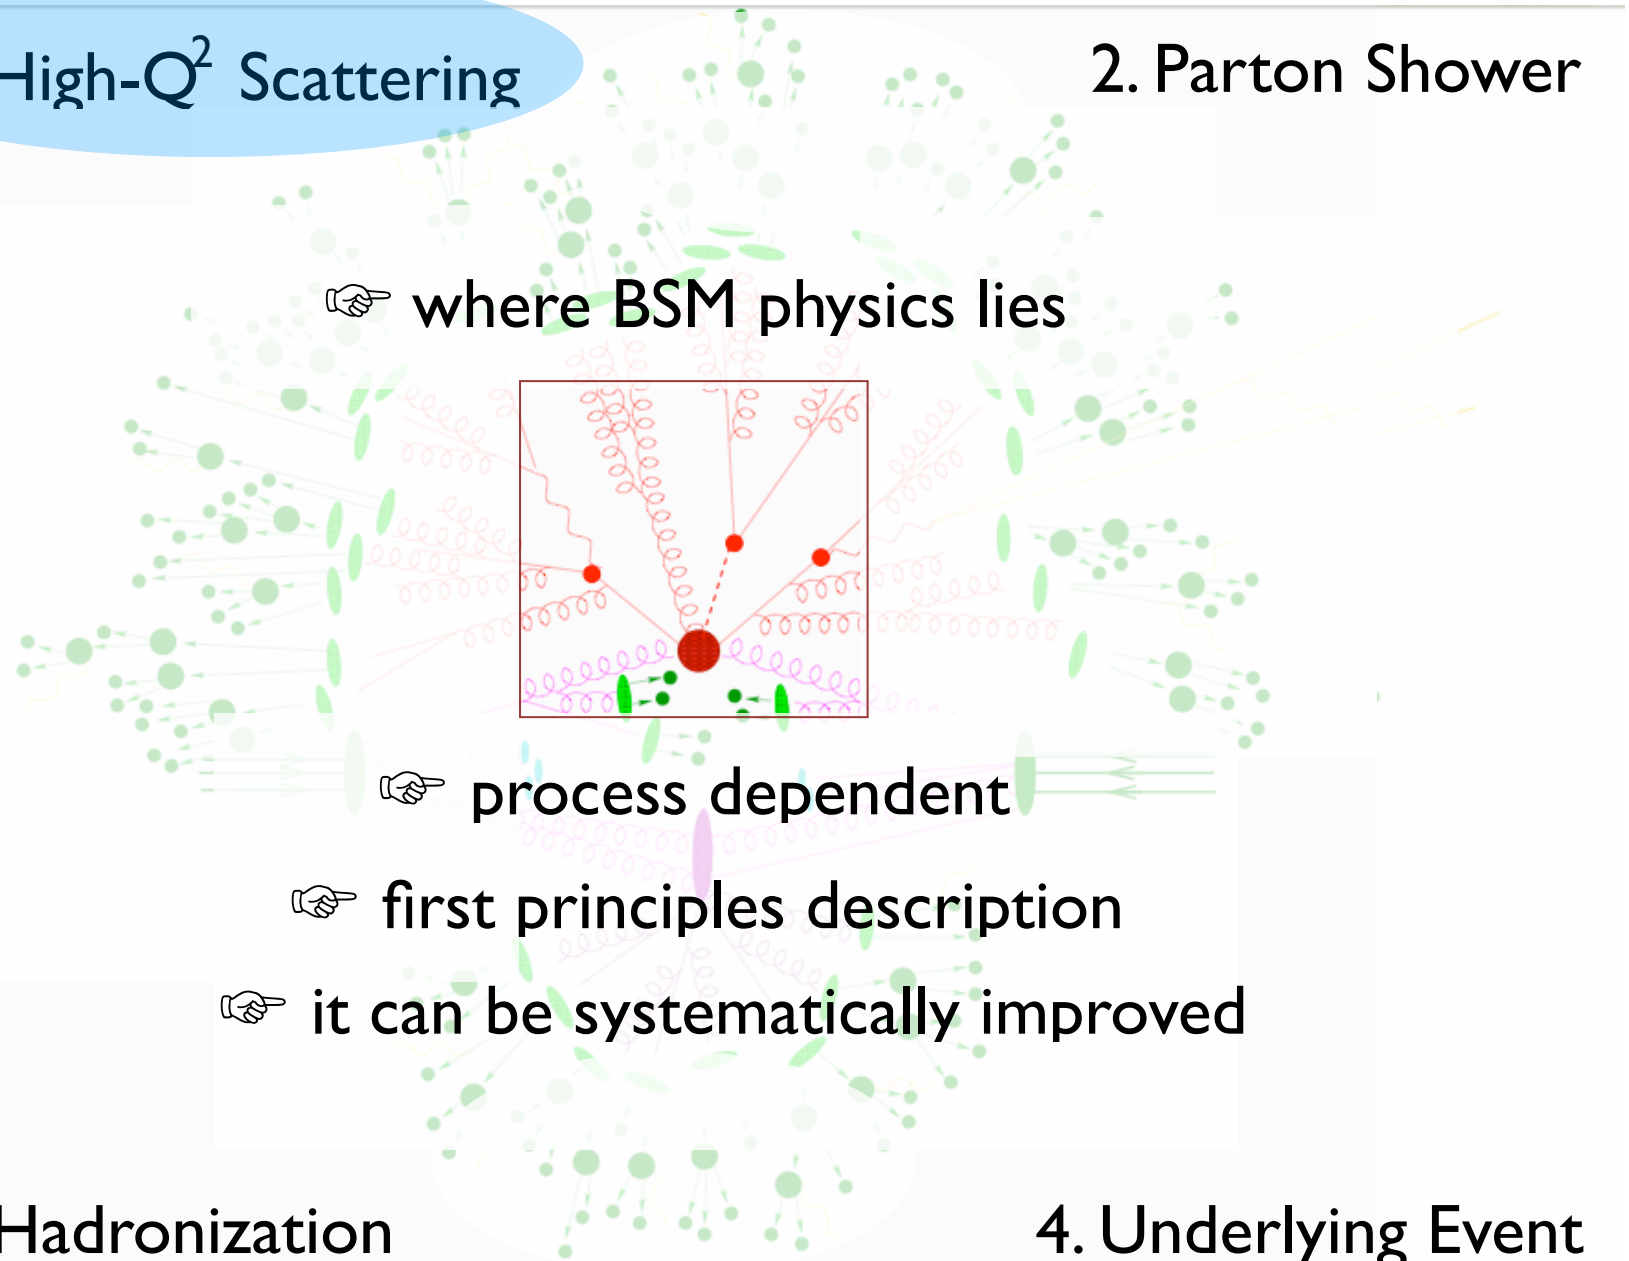 High-Q² Scattering
2. Parton Shower
☞ where BSM physics lies
☞ process dependent
☞ first principles description
☞ it can be systematically improved
Hadronization
4. Underlying Event